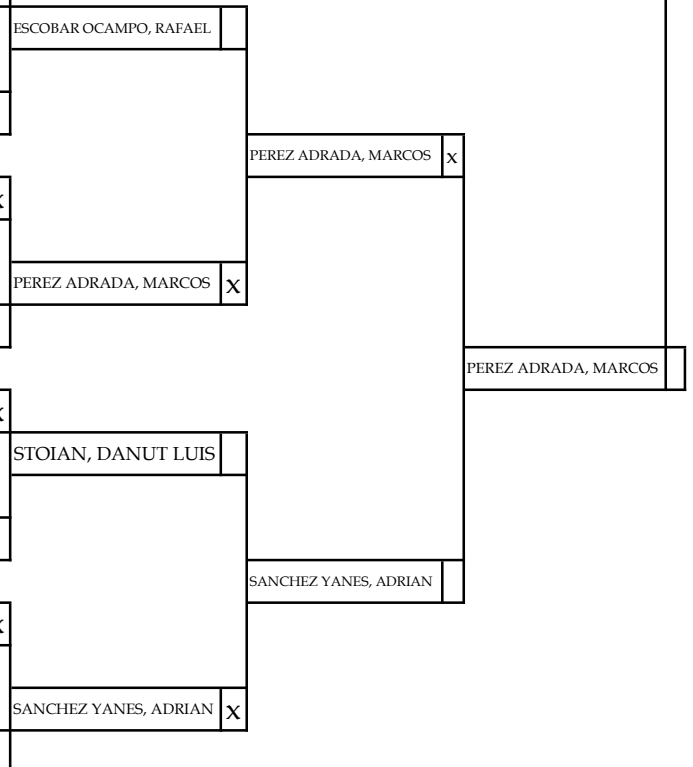 ESCOBAR OCAMPO, RAFAEL
PEREZ ADRADA, MARCOS x
PEREZ ADRADA, MARCOS x
PEREZ ADRADA, MARCOS
STOIAN, DANUT LUIS
SANCHEZ YANES, ADRIAN
SANCHEZ YANES, ADRIAN x